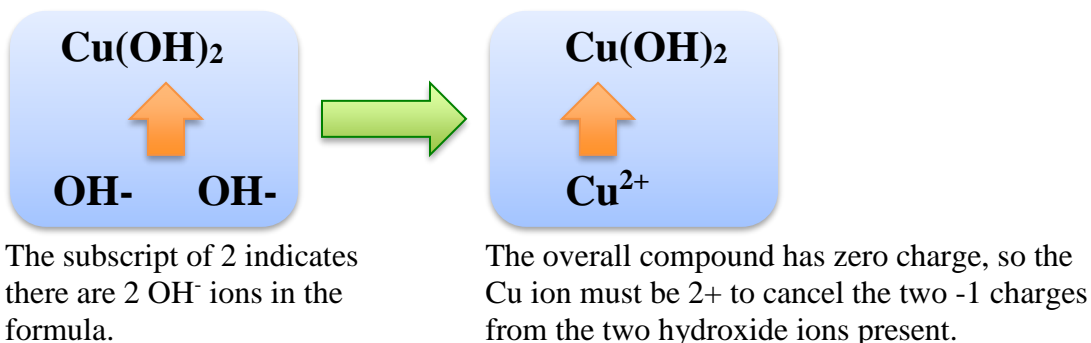 Cu(OH)₂
OH- OH-
The subscript of 2 indicates
there are 2 OH⁻ ions in the
formula.
Cu(OH)₂
Cu²⁺
The overall compound has zero charge, so the
Cu ion must be 2+ to cancel the two -1 charges
from the two hydroxide ions present.